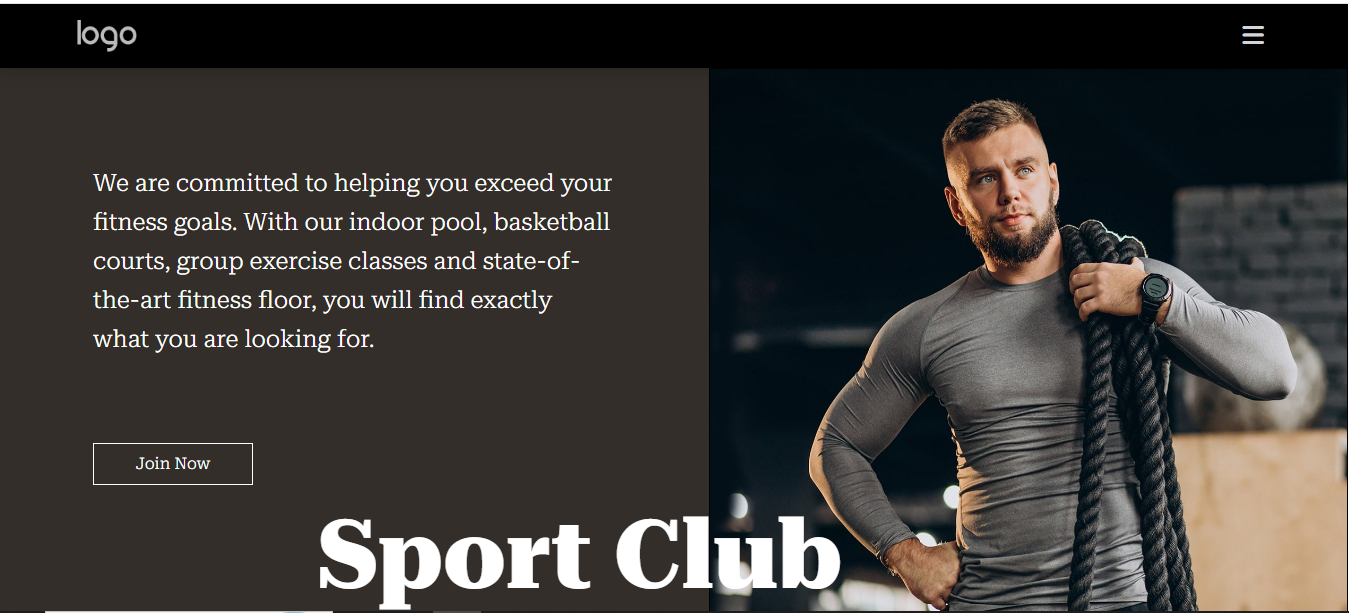 logo
We are committed to helping you exceed your
fitness goals. With our indoor pool, basketball
courts, group exercise classes and state-of-
the-art fitness floor, you will find exactly
what you are looking for.
Join Now
Sport Club